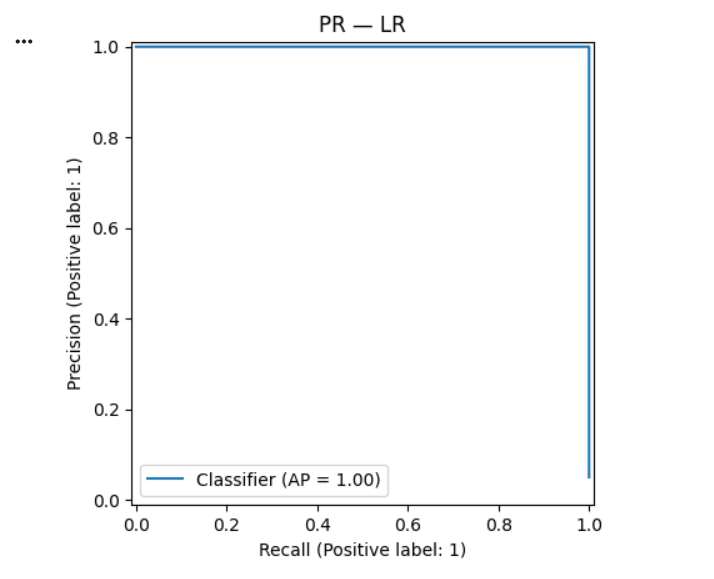 ...
PR — LR
1.0
0.8
0.6
0.4
0.2
0.0
Precision (Positive label: 1)
Classifier (AP = 1.00)
0.0 0.2 0.4 0.6 0.8 1.0
Recall (Positive label: 1)